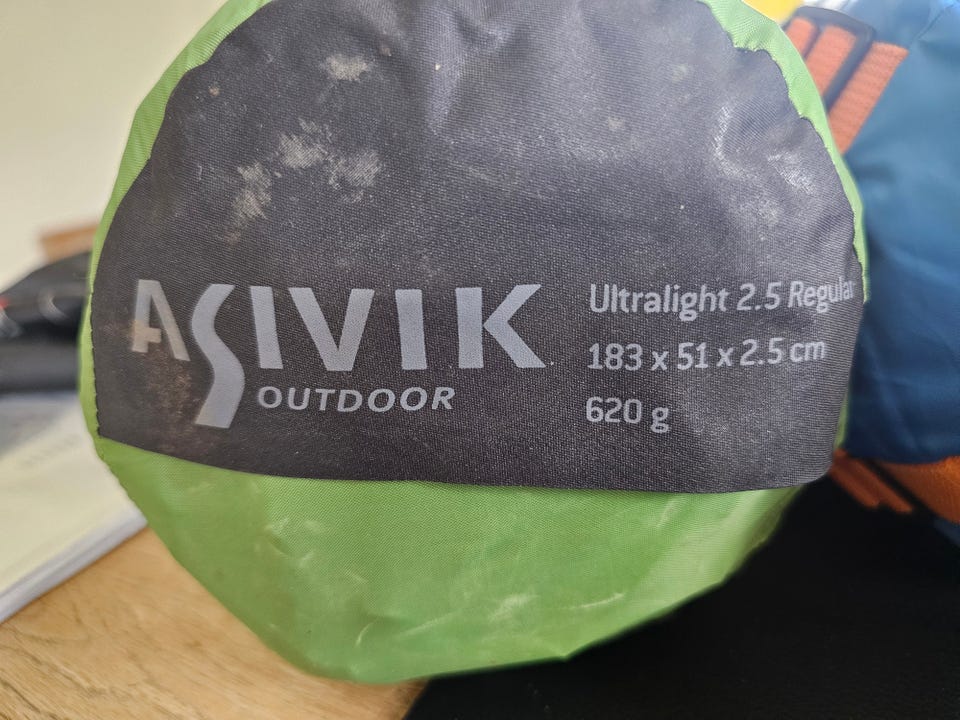 ASIVIK
OUTDOOR
Ultralight 2.5 Regular
183 x 51 x 2.5 cm
620 g